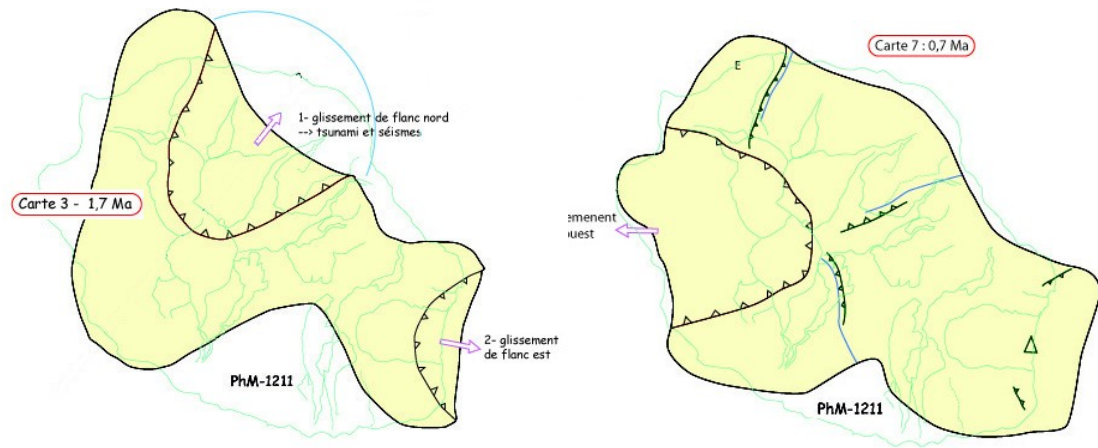 1- glissement de flanc nord
--> tsunami et séismes
Carte 3 - 1,7 Ma
2- glissement
de flanc est
PhM-1211
Carte 7 : 0,7 Ma
E
emenent
ouest
PhM-1211